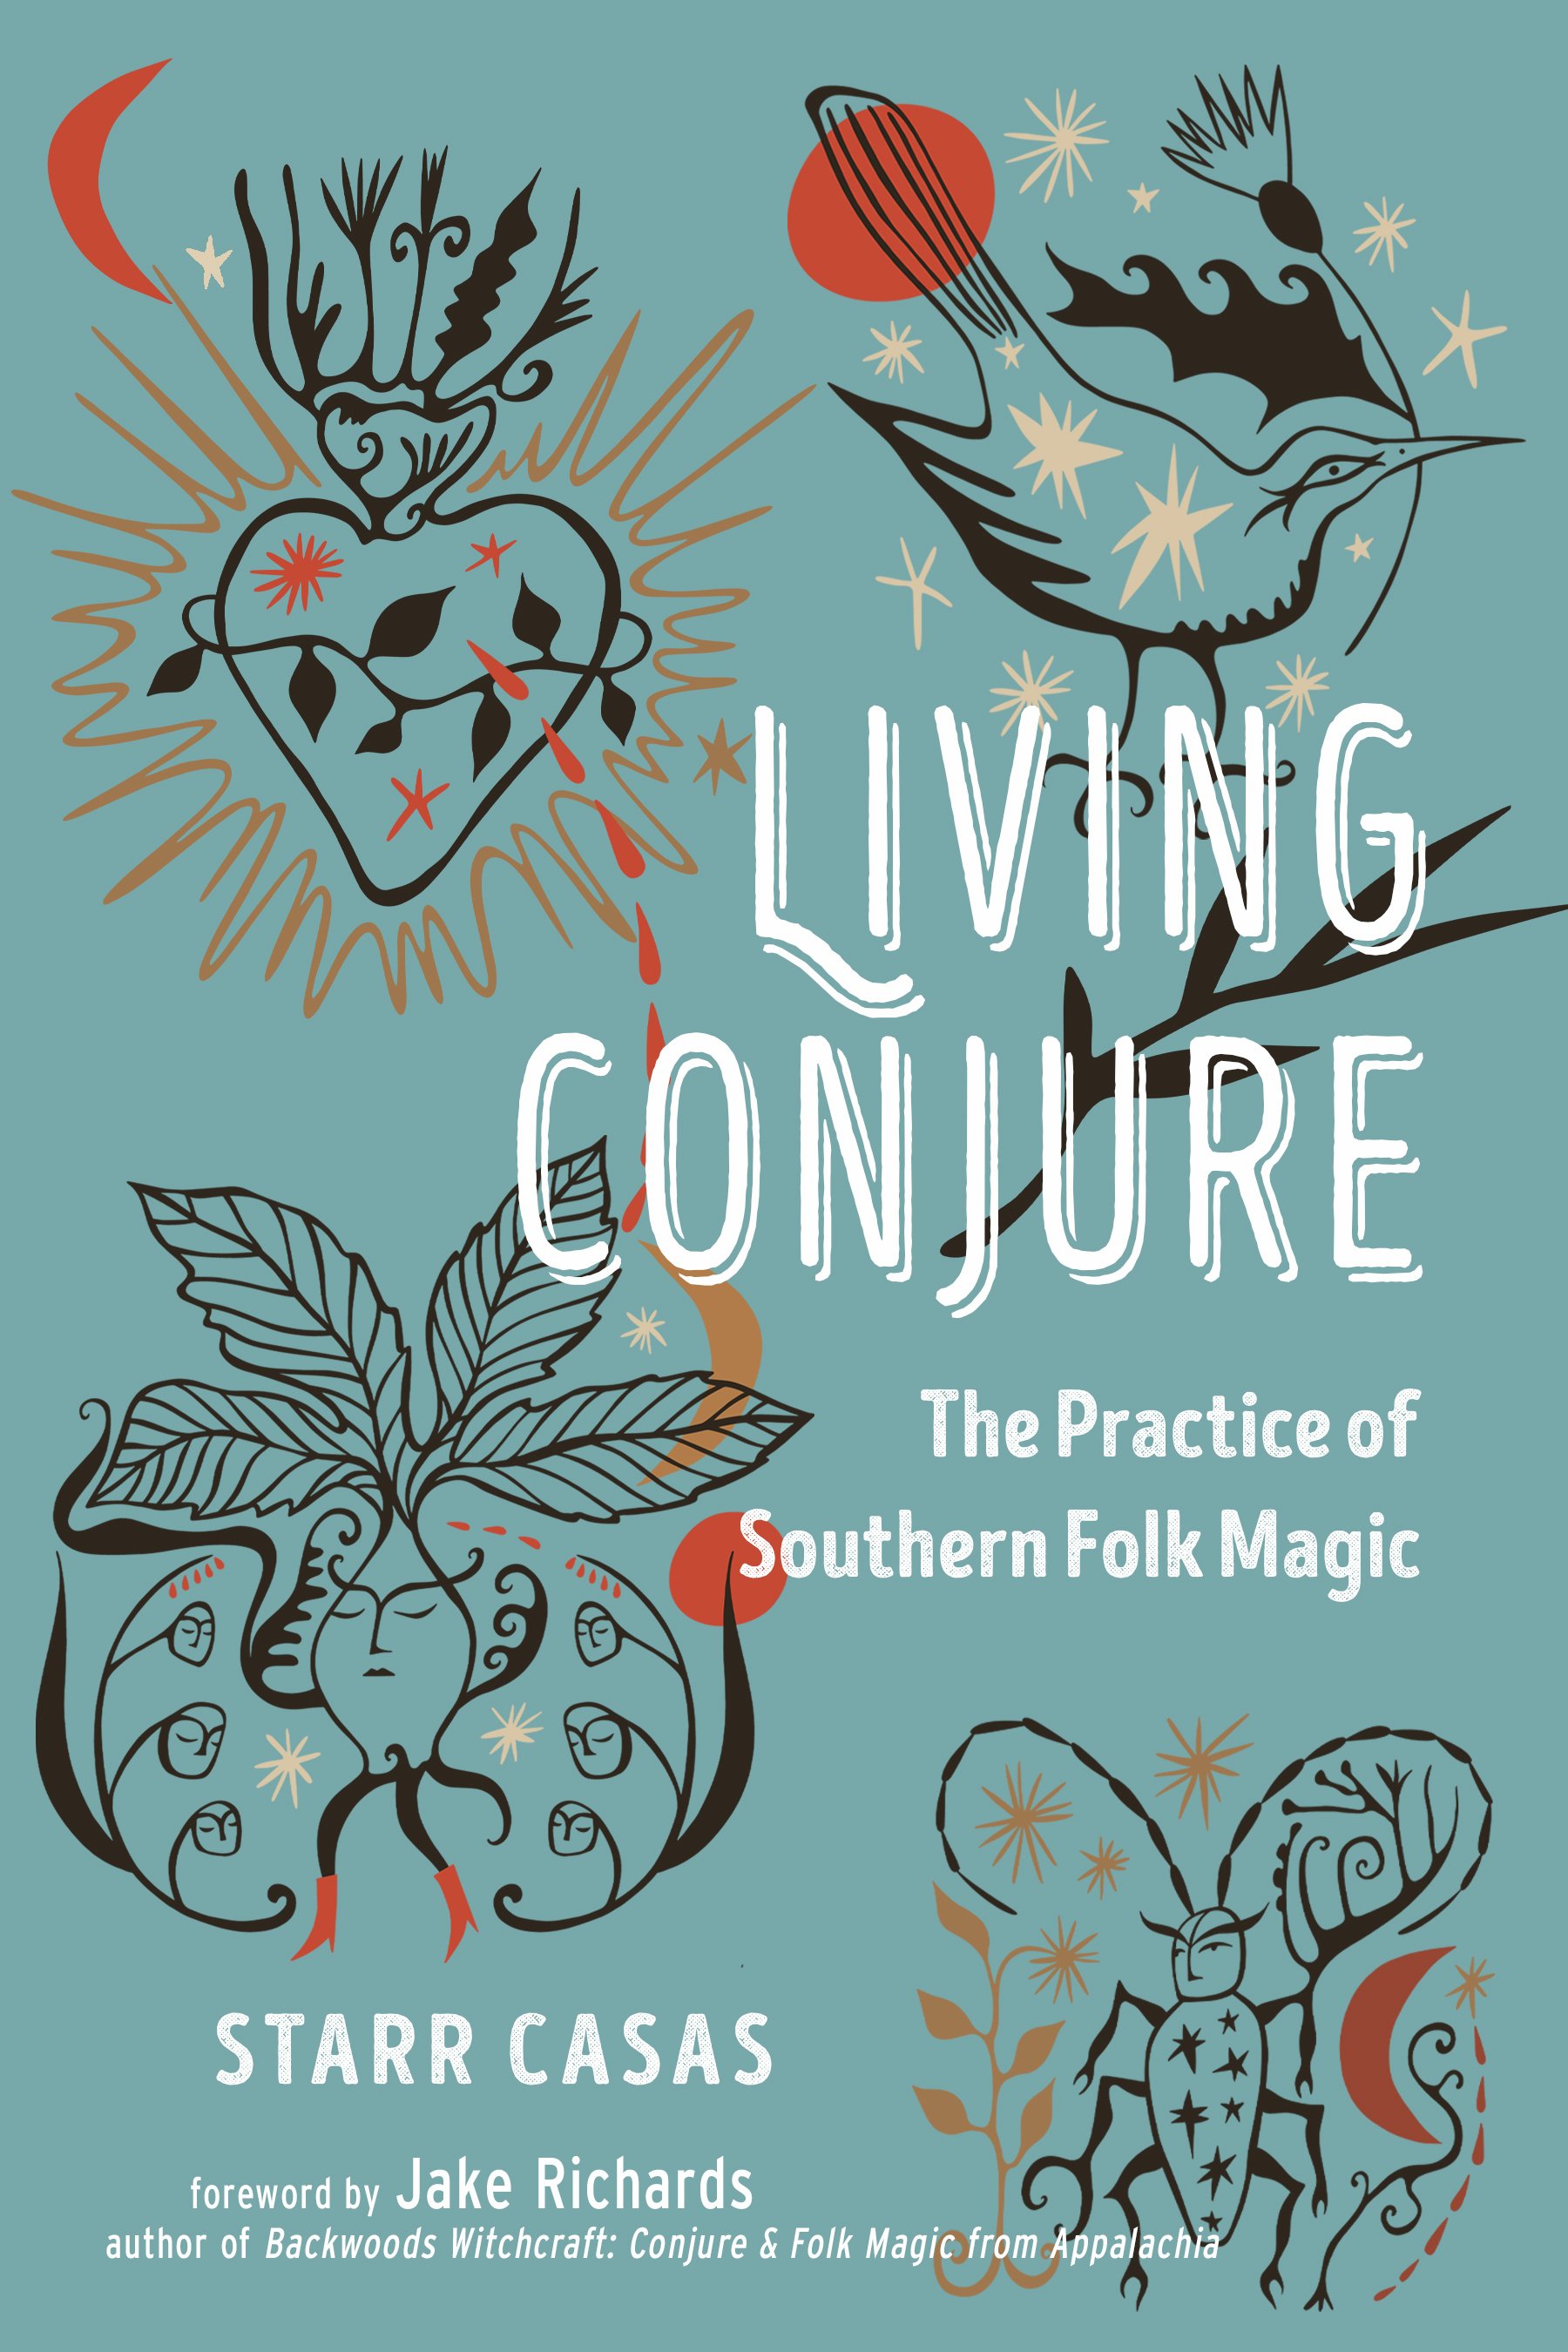 LIVING
CONJURE
The Practice of
Southern Folk Magic
STARR CASAS
foreword by Jake Richards
author of Backwoods Witchcraft: Conjure & Folk Magic from Appalachia